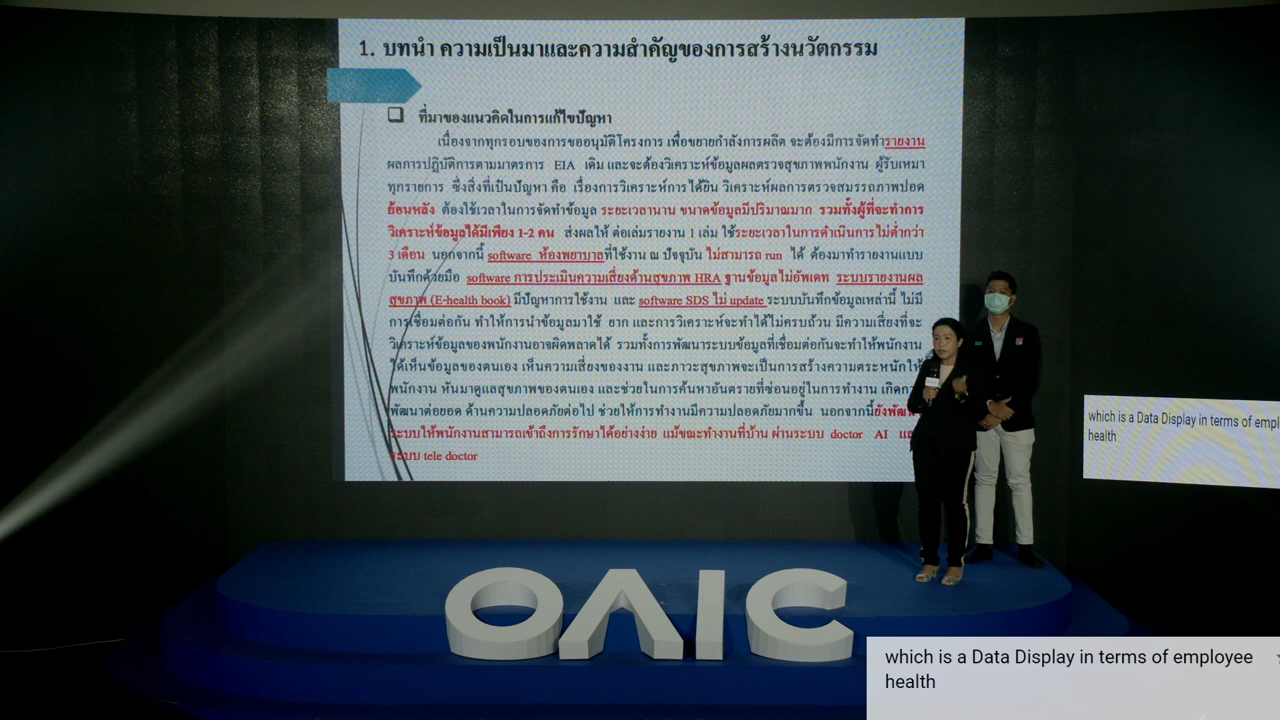 1. บทนำ ความเป็นมาและความสำคัญของการสร้างนวัตกรรม
ที่มาของแนวคิดในการแก้ไขปัญหา
เนื่องจากทุกรอบของการขออนุมัติโครงการ เพื่อขยายกำลังการผลิต จะต้องมีการจัดทำรายงาน
ผลการปฏิบัติการตามมาตรการ EIA เดิม และจะต้องวิเคราะห์ข้อมูลผลตรวจสุขภาพพนักงาน ผู้รับเหมา
ทุกรายการ ซึ่งสิ่งที่เป็นปัญหา คือ เรื่องการวิเคราะห์การได้ยิน วิเคราะห์ผลการตรวจสมรรถภาพปอด
ย้อนหลัง ต้องใช้เวลาในการจัดทำข้อมูล ระยะเวลานาน ขนาดข้อมูลมีปริมาณมาก รวมทั้งผู้ที่จะทำการ
วิเคราะห์ข้อมูลได้มีเพียง 1-2 คน ส่งผลให้ ต่อเล่มรายงาน 1 เล่ม ใช้ระยะเวลาในการดำเนินการไม่ต่ำกว่า
3 เดือน นอกจากนี้ software ห้องพยาบาลที่ใช้งาน ณ ปัจจุบัน ไม่สามารถ run ได้ ต้องมาทำรายงานแบบ
บันทึกด้วยมือ software การประเมินความเสี่ยงด้านสุขภาพ HRA ฐานข้อมูลไม่อัพเดท ระบบรายงานผล
สุขภาพ (E-health book) มีปัญหาการใช้งาน และ software SDS ไม่ update ระบบบันทึกข้อมูลเหล่านี้ ไม่มี
การเชื่อมต่อกัน ทำให้การนำข้อมูลมาใช้ ยาก และการวิเคราะห์จะทำได้ไม่ครบถ้วน มีความเสี่ยงที่จะ
วิเคราะห์ข้อมูลของพนักงานอาจผิดพลาดได้ รวมทั้งการพัฒนาระบบข้อมูลที่เชื่อมต่อกันจะทำให้พนักงาน
ได้เห็นข้อมูลของตนเอง เห็นความเสี่ยงของงาน และภาวะสุขภาพจะเป็นการสร้างความตระหนักให้
พนักงาน หันมาดูแลสุขภาพของตนเอง และช่วยในการค้นหาอันตรายที่ซ่อนอยู่ในการทำงาน เกิดการ
พัฒนาต่อยอด ด้านความปลอดภัยต่อไป ช่วยให้การทำงานมีความปลอดภัยมากขึ้น นอกจากนี้ยังพัฒนา
ระบบให้พนักงานสามารถเข้าถึงการรักษาได้อย่างง่าย แม้ขณะทำงานที่บ้าน ผ่านระบบ doctor AI และ
ระบบ tele doctor
which is a Data Display in terms of empl
health
OAIC
which is a Data Display in terms of employee
health